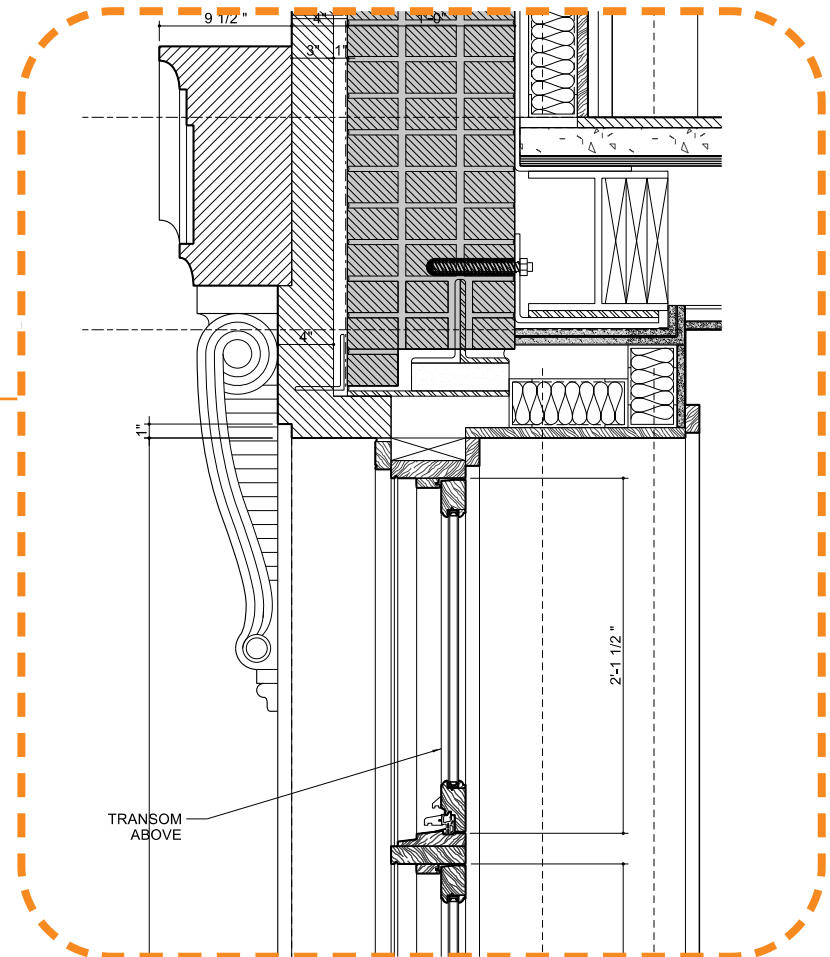 9 1/2 "
4"
1'-0"
3"
1"
4"
1"
2'-1 1/2 "
TRANSOM
ABOVE